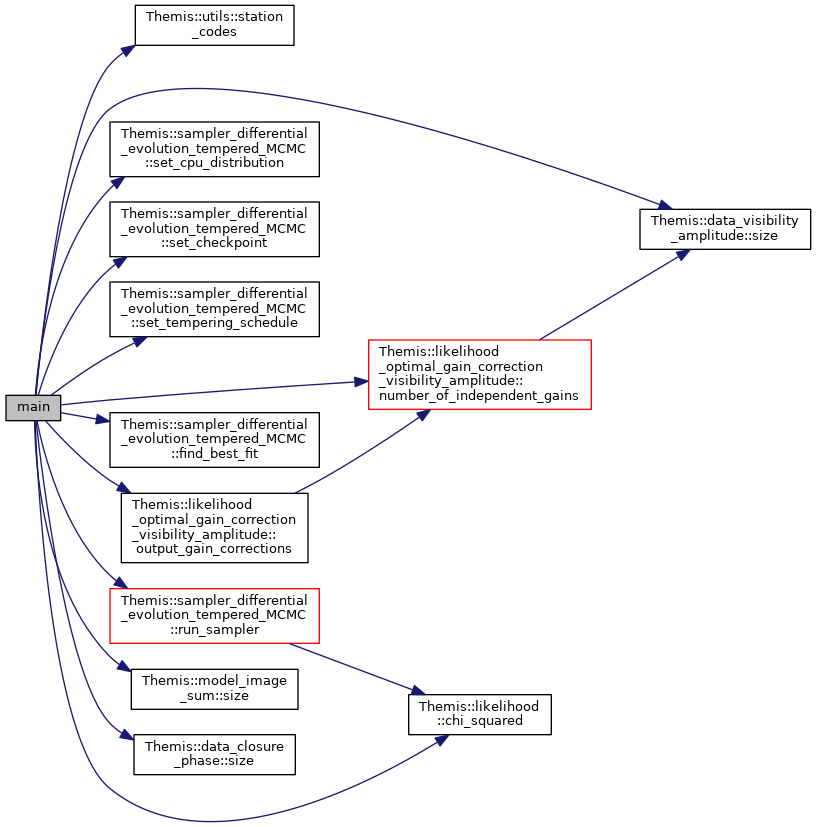 Themis::utils::station
_codes
Themis::sampler_differential
_evolution_tempered_MCMC
::set_cpu_distribution
Themis::sampler_differential
_evolution_tempered_MCMC
::set_checkpoint
Themis::data_visibility
_amplitude::size
Themis::sampler_differential
_evolution_tempered_MCMC
::set_tempering_schedule
Themis::likelihood
_optimal_gain_correction
_visibility_amplitude::
number_of_independent_gains
main
Themis::sampler_differential
_evolution_tempered_MCMC
::find_best_fit
Themis::likelihood
_optimal_gain_correction
_visibility_amplitude::
output_gain_corrections
Themis::sampler_differential
_evolution_tempered_MCMC
::run_sampler
Themis::model_image
_sum::size
Themis::likelihood
::chi_squared
Themis::data_closure
_phase::size